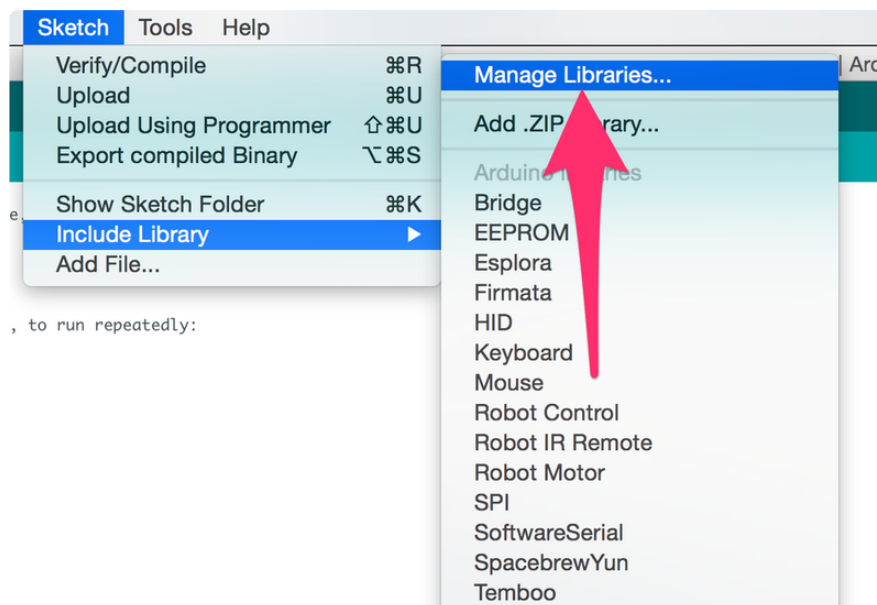 Sketch Tools Help
Verify/Compile ⌘R
Upload ⌘U
Upload Using Programmer ⇧⌘U
Export compiled Binary ⌥⌘S
Show Sketch Folder ⌘K
Include Library ▶
Add File...
Manage Libraries...
Add .ZIP
Arduino
Bridge
EEPROM
Esplora
Firmata
HID
Keyboard
Mouse
Robot Control
Robot IR Remote
Robot Motor
SPI
SoftwareSerial
SpacebrewYun
Temboo
, to run repeatedly: